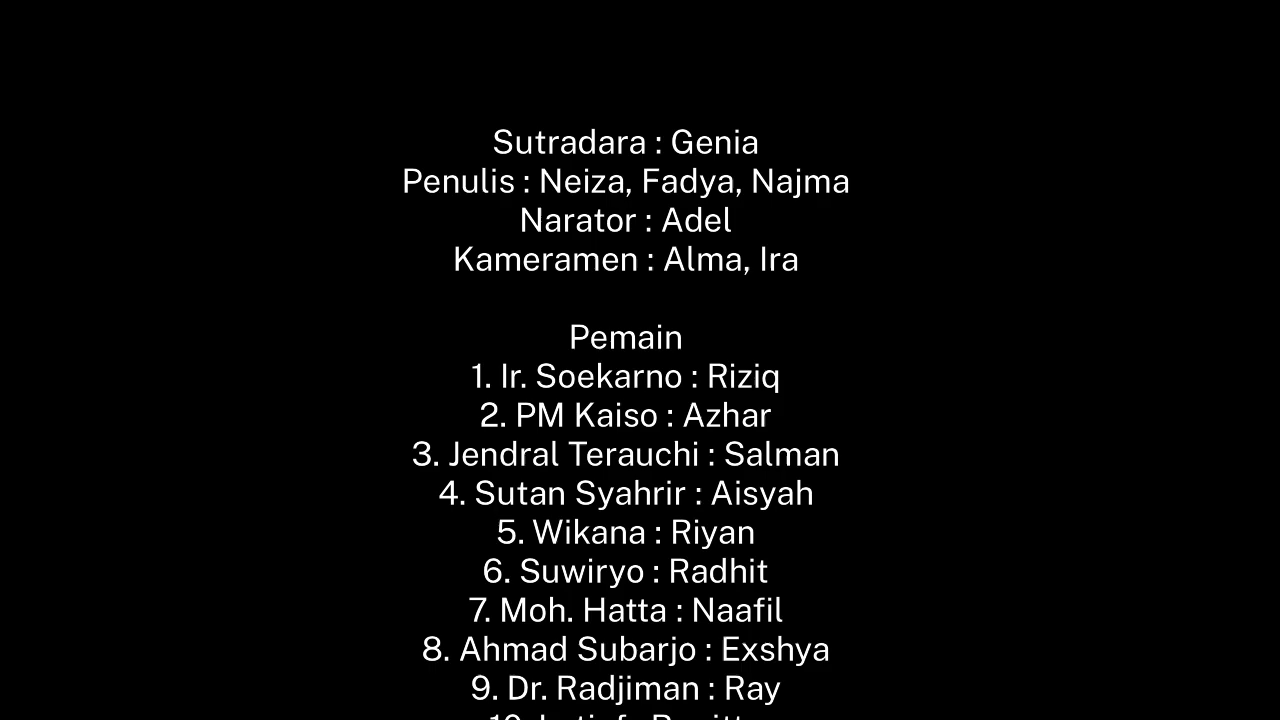 Sutradara : Genia
Penulis : Neiza, Fadya, Najma
Narator : Adel
Kameramen : Alma, Ira
Pemain
1. Ir. Soekarno : Riziq
2. PM Kaiso : Azhar
3. Jendral Terauchi : Salman
4. Sutan Syahrir : Aisyah
5. Wikana : Riyan
6. Suwiryo : Radhit
7. Moh. Hatta : Naafil
8. Ahmad Subarjo : Exshya
9. Dr. Radjiman : Ray